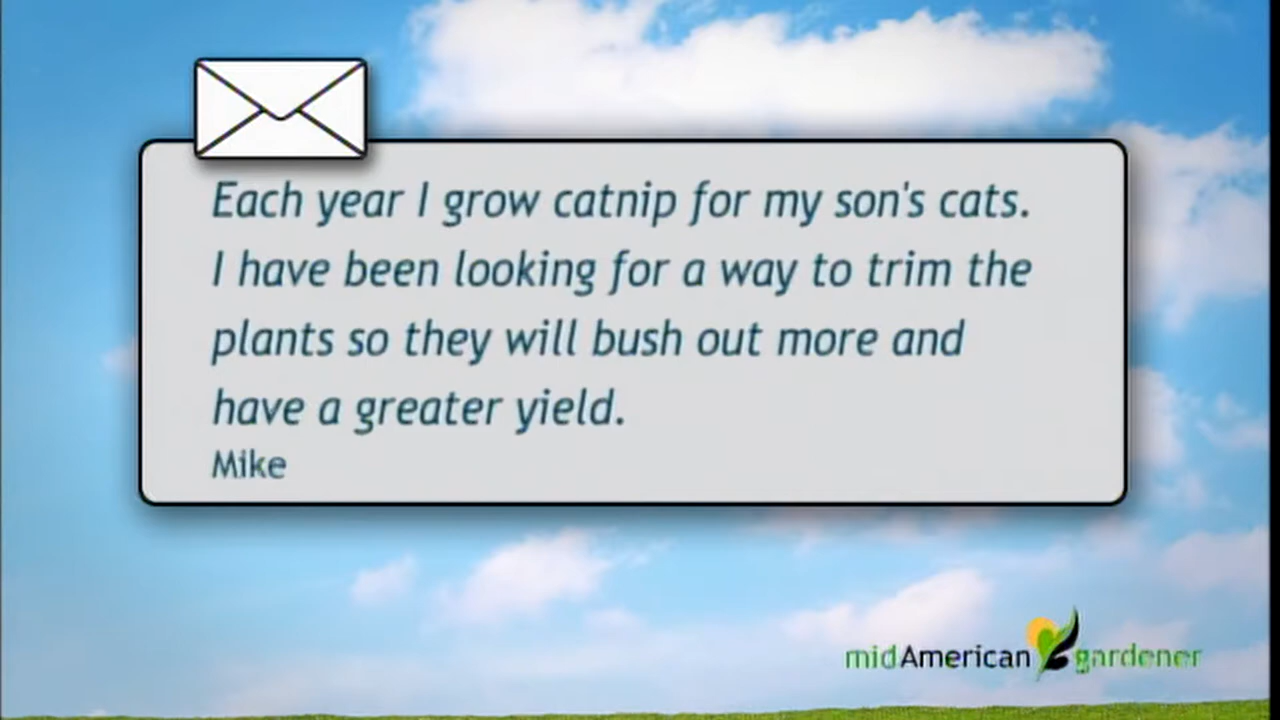 Each year I grow catnip for my son's cats.
I have been looking for a way to trim the
plants so they will bush out more and
have a greater yield.
Mike
midAmerican gardener